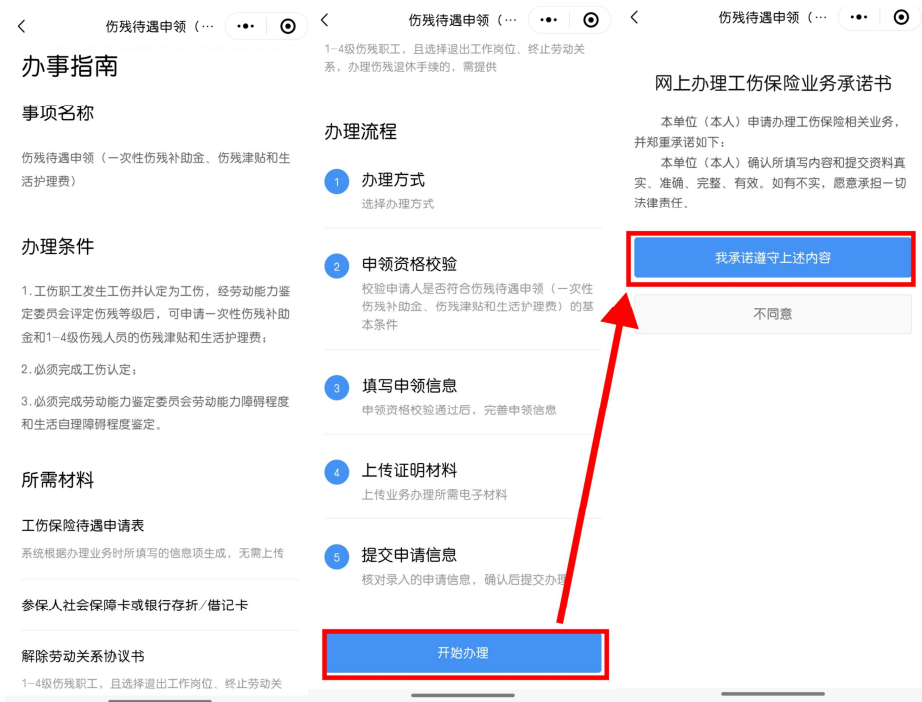 伤残待遇申领（…
办事指南
事项名称
伤残待遇申领（一次性伤残补助金、伤残津贴和生
活护理费）
办理条件
1.工伤职工发生工伤并认定为工伤，经劳动能力鉴
定委员会评定伤残等级后，可申请一次性伤残补助
金和1-4级伤残人员的伤残津贴和生活护理费；
2.必须完成工伤认定；
3.必须完成劳动能力鉴定委员会劳动能力障碍程度
和生活自理障碍程度鉴定。
所需材料
工伤保险待遇申请表
系统根据办理业务时所填写的信息项生成，无需上传
参保人社会保障卡或银行存折/借记卡
解除劳动关系协议书
1-4级伤残职工，且选择退出工作岗位、终止劳动关
伤残待遇申领（…
1-4级伤残职工，且选择退出工作岗位、终止劳动关
系，办理伤残退休手续的，需提供
办理流程
1 办理方式
选择办理方式
2 申领资格校验
校验申请人是否符合伤残待遇申领（一次性
伤残补助金、伤残津贴和生活护理费）的基
本条件
3 填写申领信息
申领资格校验通过后，完善申领信息
4 上传证明材料
上传业务办理所需电子材料
5 提交申请信息
核对录入的申请信息，确认后提交办理
开始办理
伤残待遇申领（…
网上办理工伤保险业务承诺书
本单位（本人）申请办理工伤保险相关业务，
并郑重承诺如下：
本单位（本人）确认所填写内容和提交资料真
实、准确、完整、有效。如有不实，愿意承担一切
法律责任。
我承诺遵守上述内容
不同意